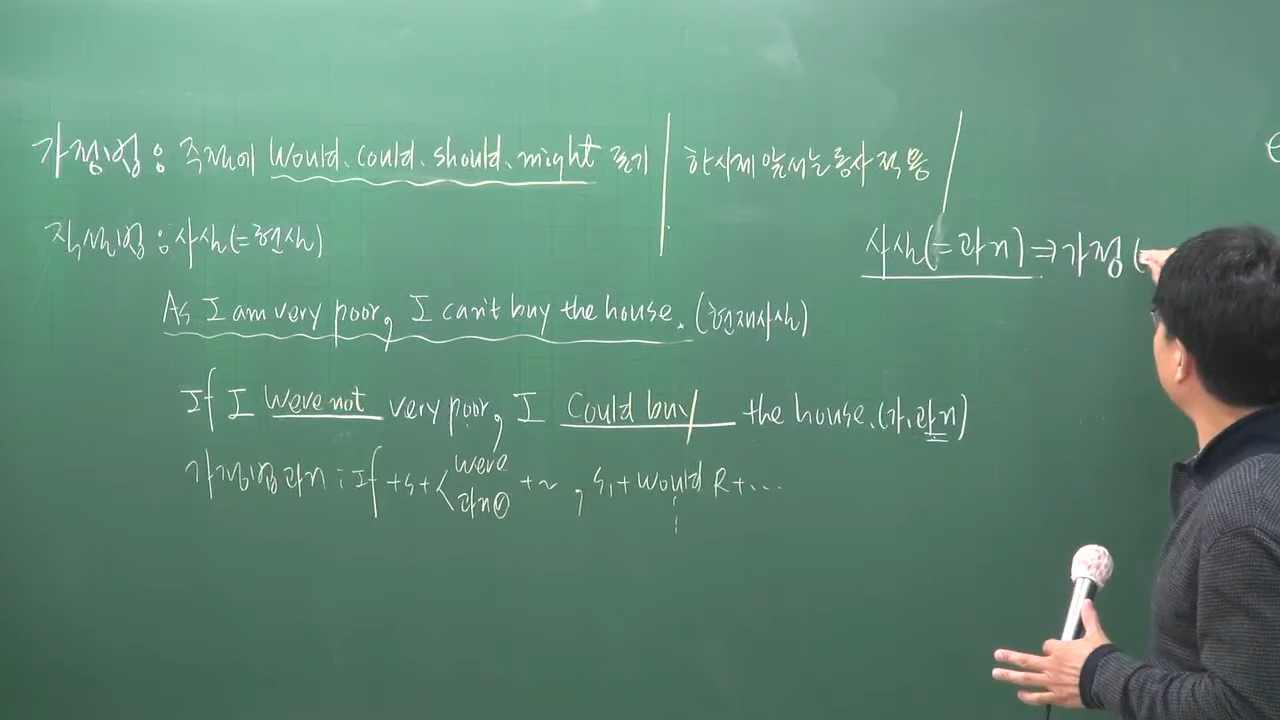 가정법 : 주절에 would, could, should, might 표기 | 한시제 앞서는 동사 적용
직설법 : 사실(=현실)
사실(=과거) ⇒ 가정(=
As I am very poor, I can't buy the house. (현재사실)
If I were not very poor, I could buy the house. (가.과거)
가정법 과거 : If + S + < were 과거ⓥ + ~ , S₁ + would R + ...